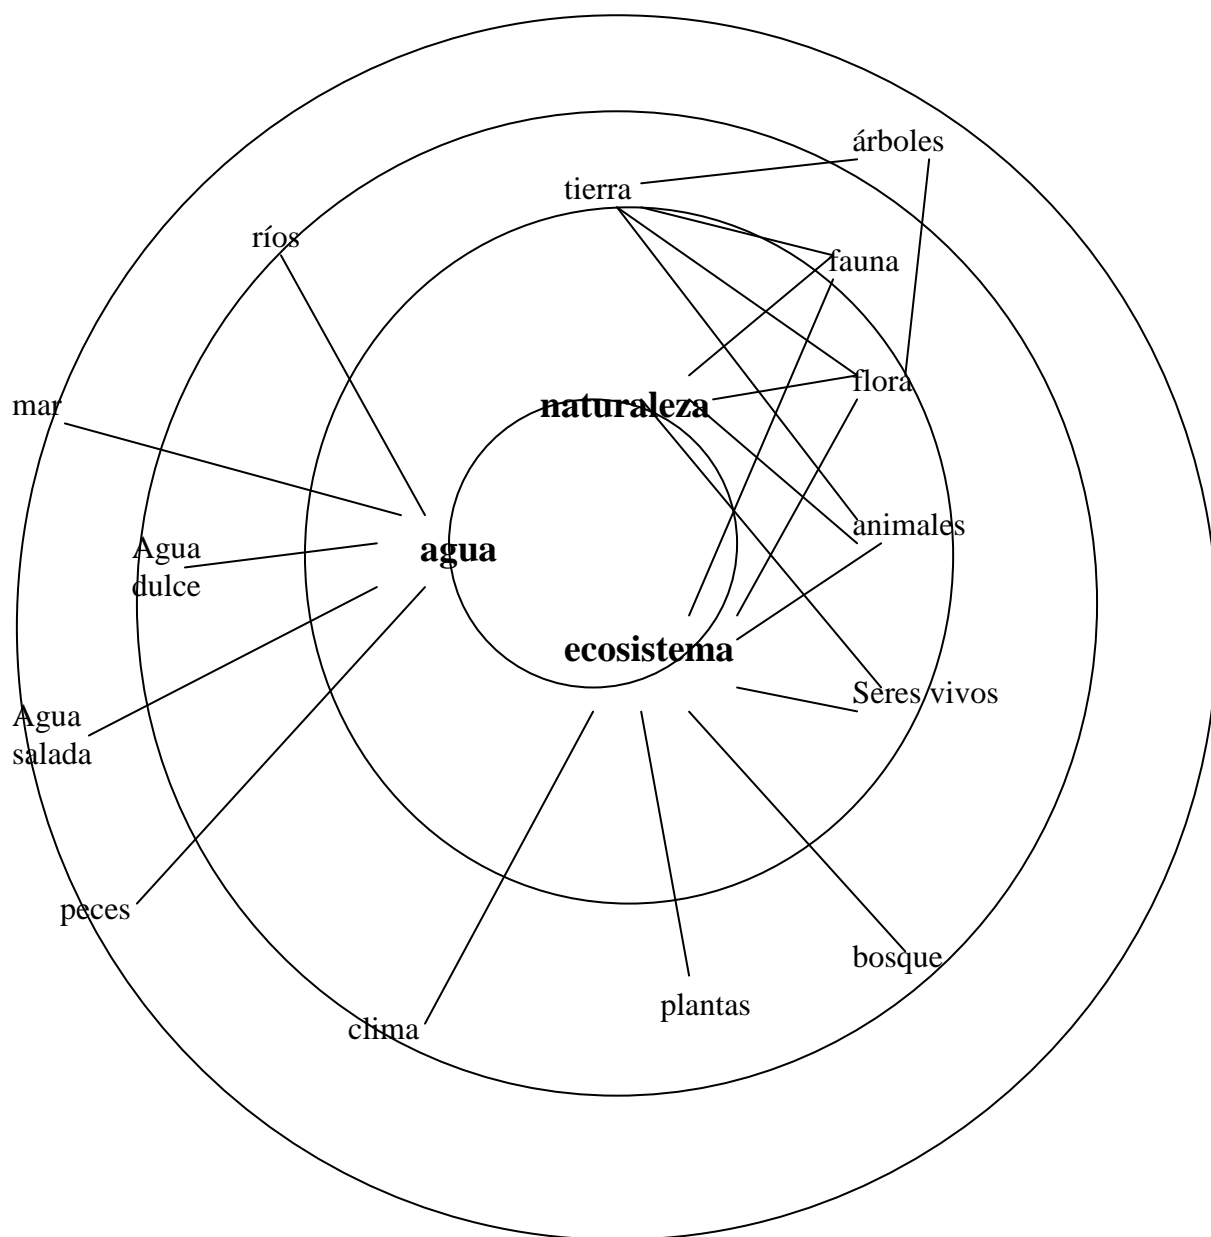 árboles
tierra
ríos
fauna
flora
mar
naturaleza
animales
Agua
dulce
agua
ecosistema
Seres vivos
Agua
salada
peces
bosque
plantas
clima